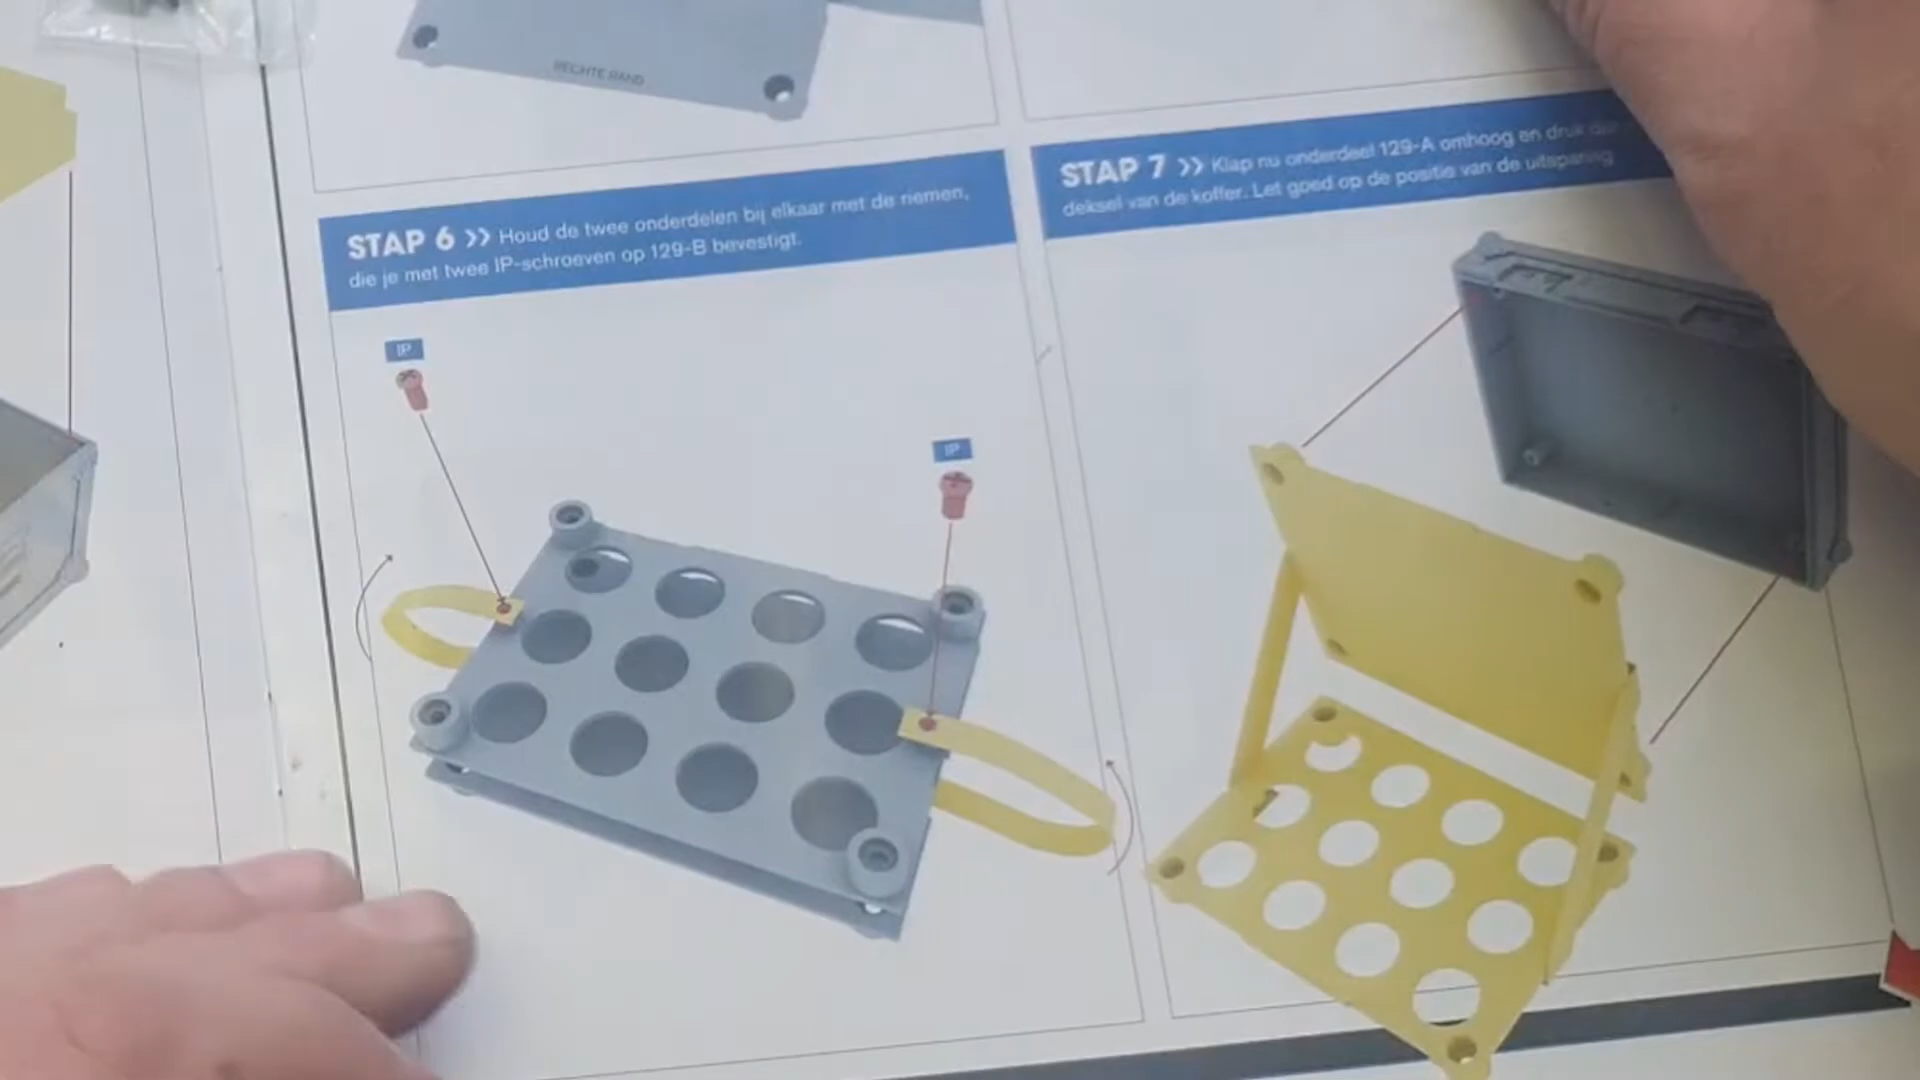 RECHTE RAND
STAP 6 >> Houd de twee onderdelen bij elkaar met de riemen,
die je met twee IP-schroeven op 129-B bevestigt.
IP
IP
STAP 7 >> Klap nu onderdeel 129-A omhoog en druk
deksel van de koffer. Let goed op de positie van de uitsparing